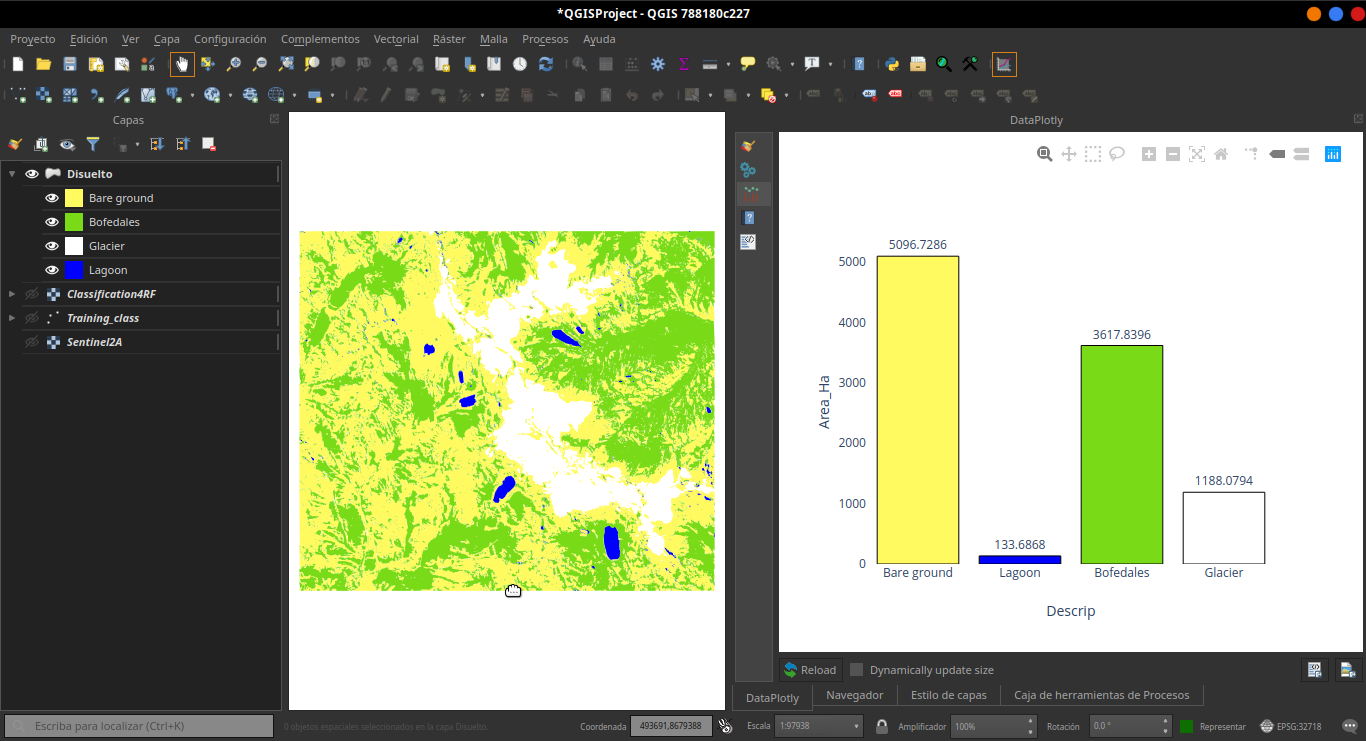 *QGISProject - QGIS 788180c227
Proyecto Edición Ver Capa Configuración Complementos Vectorial Ráster Malla Procesos Ayuda
Capas
Disuelto
Bare ground
Bofedales
Glacier
Lagoon
Classification4RF
Training_class
Sentinel2A
DataPlotly
5096.7286
5000
4000
3617.8396
3000
Area_Ha
2000
1188.0794
1000
133.6868
0
Bare ground Lagoon Bofedales Glacier
Descrip
Reload Dynamically update size
DataPlotly Navegador Estilo de capas Caja de herramientas de Procesos
Escriba para localizar (Ctrl+K) 0 objetos espaciales seleccionados en la capa Disuelto. Coordenada 493691,8679388 Escala 1:97938 Amplificador 100% Rotación 0.0 ° Representar EPSG:32718